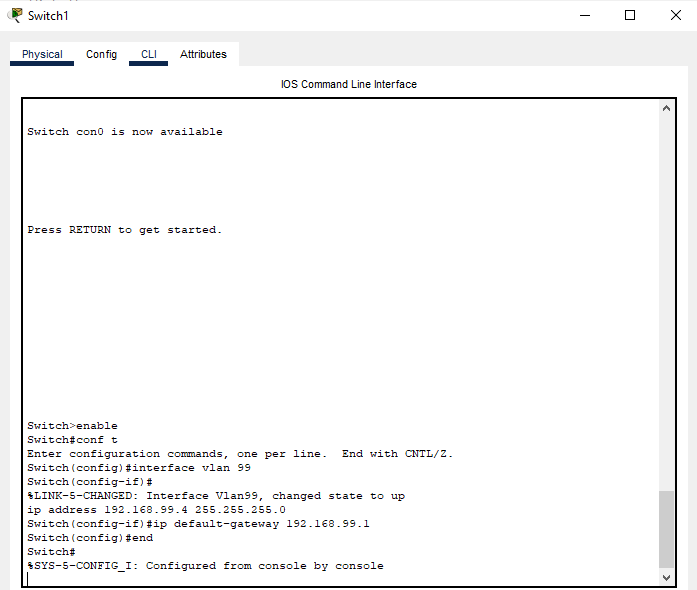 Switch1
Physical Config CLI Attributes
IOS Command Line Interface
Switch con0 is now available
Press RETURN to get started.
Switch>enable
Switch#conf t
Enter configuration commands, one per line.  End with CNTL/Z.
Switch(config)#interface vlan 99
Switch(config-if)#
%LINK-5-CHANGED: Interface Vlan99, changed state to up
ip address 192.168.99.4 255.255.255.0
Switch(config-if)#ip default-gateway 192.168.99.1
Switch(config)#end
Switch#
%SYS-5-CONFIG_I: Configured from console by console